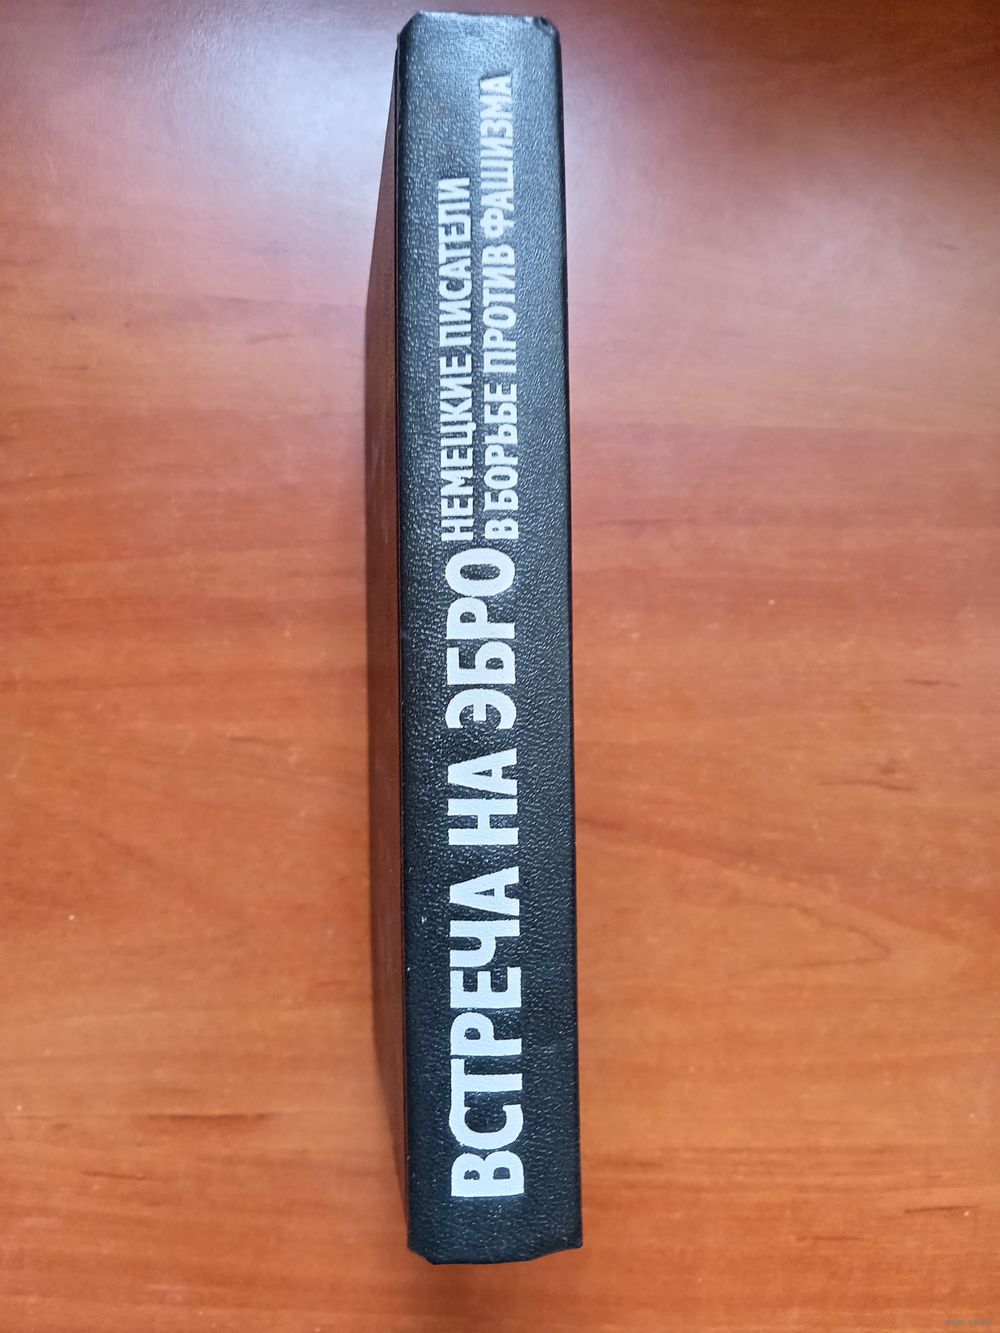 ВСТРЕЧА НА ЭБРО
НЕМЕЦКИЕ ПИСАТЕЛИ
В БОРЬБЕ ПРОТИВ ФАШИЗМА